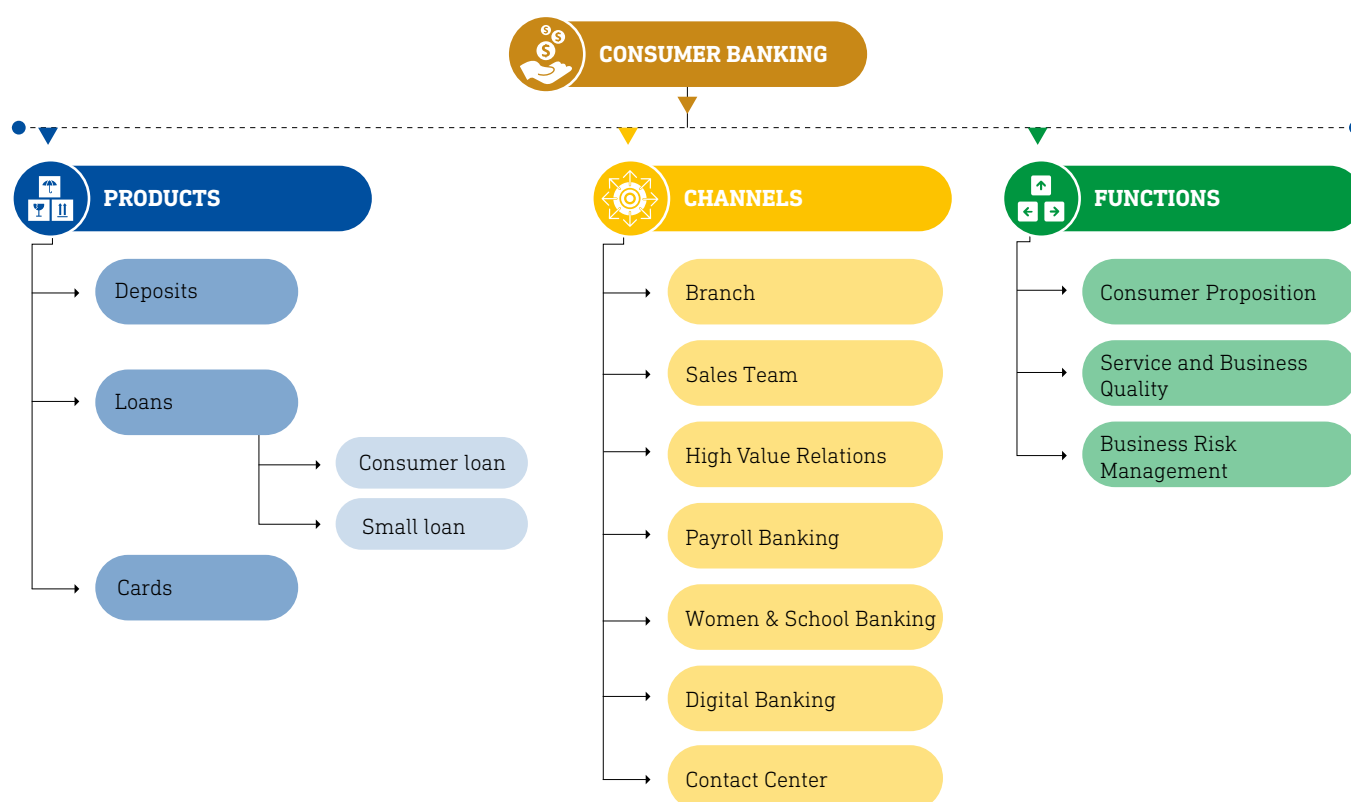 CONSUMER BANKING
PRODUCTS
Deposits
Loans
Consumer loan
Small loan
Cards
CHANNELS
Branch
Sales Team
High Value Relations
Payroll Banking
Women & School Banking
Digital Banking
Contact Center
FUNCTIONS
Consumer Proposition
Service and Business
Quality
Business Risk
Management